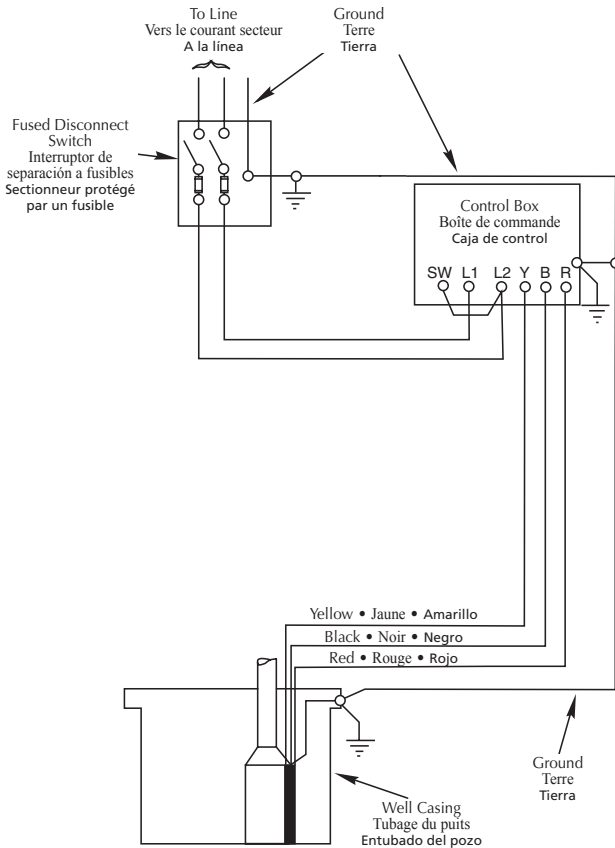 To Line
Vers le courant secteur
A la línea
Ground
Terre
Tierra
Fused Disconnect
Switch
Interruptor de
separación a fusibles
Sectionneur protégé
par un fusible
Control Box
Boîte de commande
Caja de control
SW L1 L2 Y B R
Yellow • Jaune • Amarillo
Black • Noir • Negro
Red • Rouge • Rojo
Ground
Terre
Tierra
Well Casing
Tubage du puits
Entubado del pozo